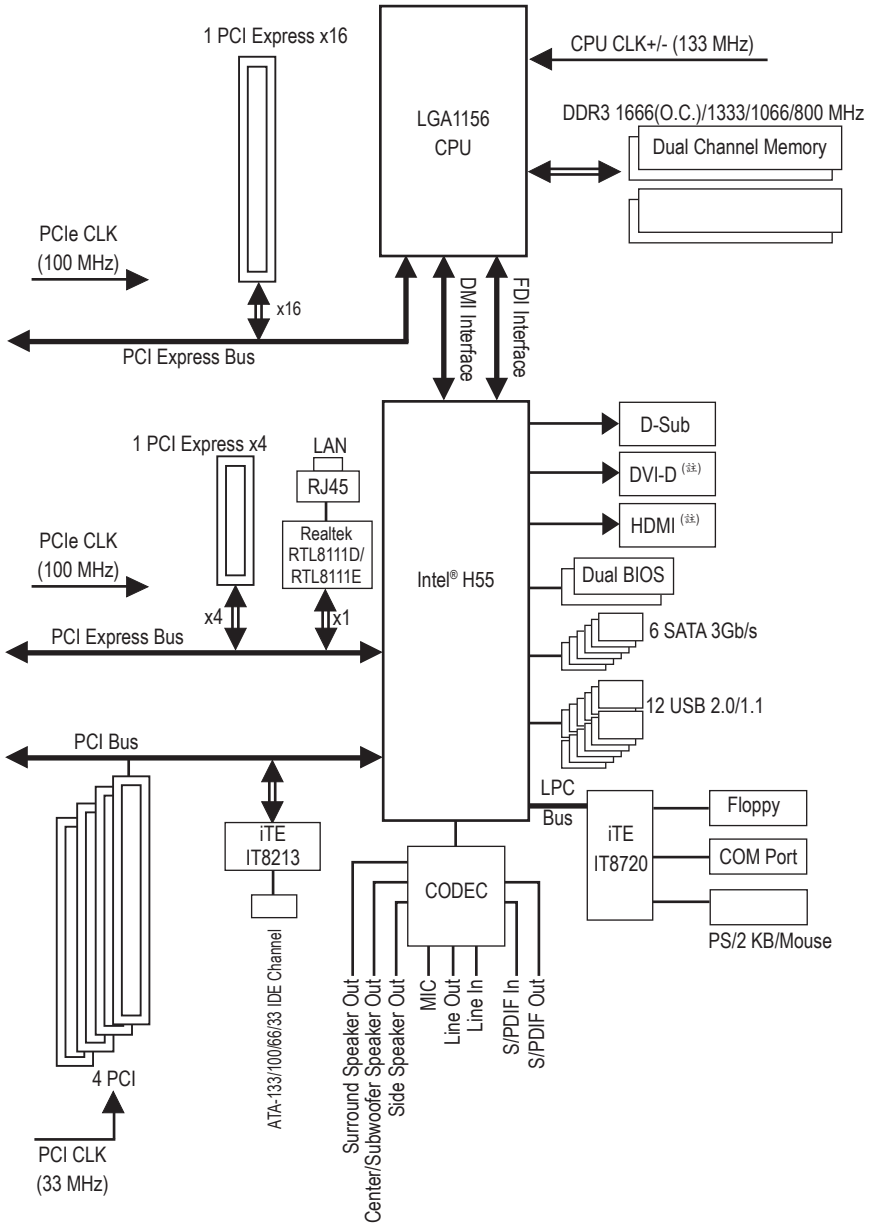 1 PCI Express x16
CPU CLK+/- (133 MHz)
LGA1156
CPU
DDR3 1666(O.C.)/1333/1066/800 MHz
Dual Channel Memory
PCIe CLK
(100 MHz)
x16
PCI Express Bus
DMI Interface
FDI Interface
1 PCI Express x4
LAN
RJ45
Realtek
RTL8111D/
RTL8111E
PCIe CLK
(100 MHz)
x4
x1
PCI Express Bus
Intel® H55
D-Sub
DVI-D (註)
HDMI (註)
Dual BIOS
6 SATA 3Gb/s
12 USB 2.0/1.1
PCI Bus
LPC
Bus
iTE
IT8720
Floppy
COM Port
PS/2 KB/Mouse
iTE
IT8213
ATA-133/100/66/33 IDE Channel
CODEC
Surround Speaker Out
Center/Subwoofer Speaker Out
Side Speaker Out
MIC
Line Out
Line In
S/PDIF In
S/PDIF Out
4 PCI
PCI CLK
(33 MHz)